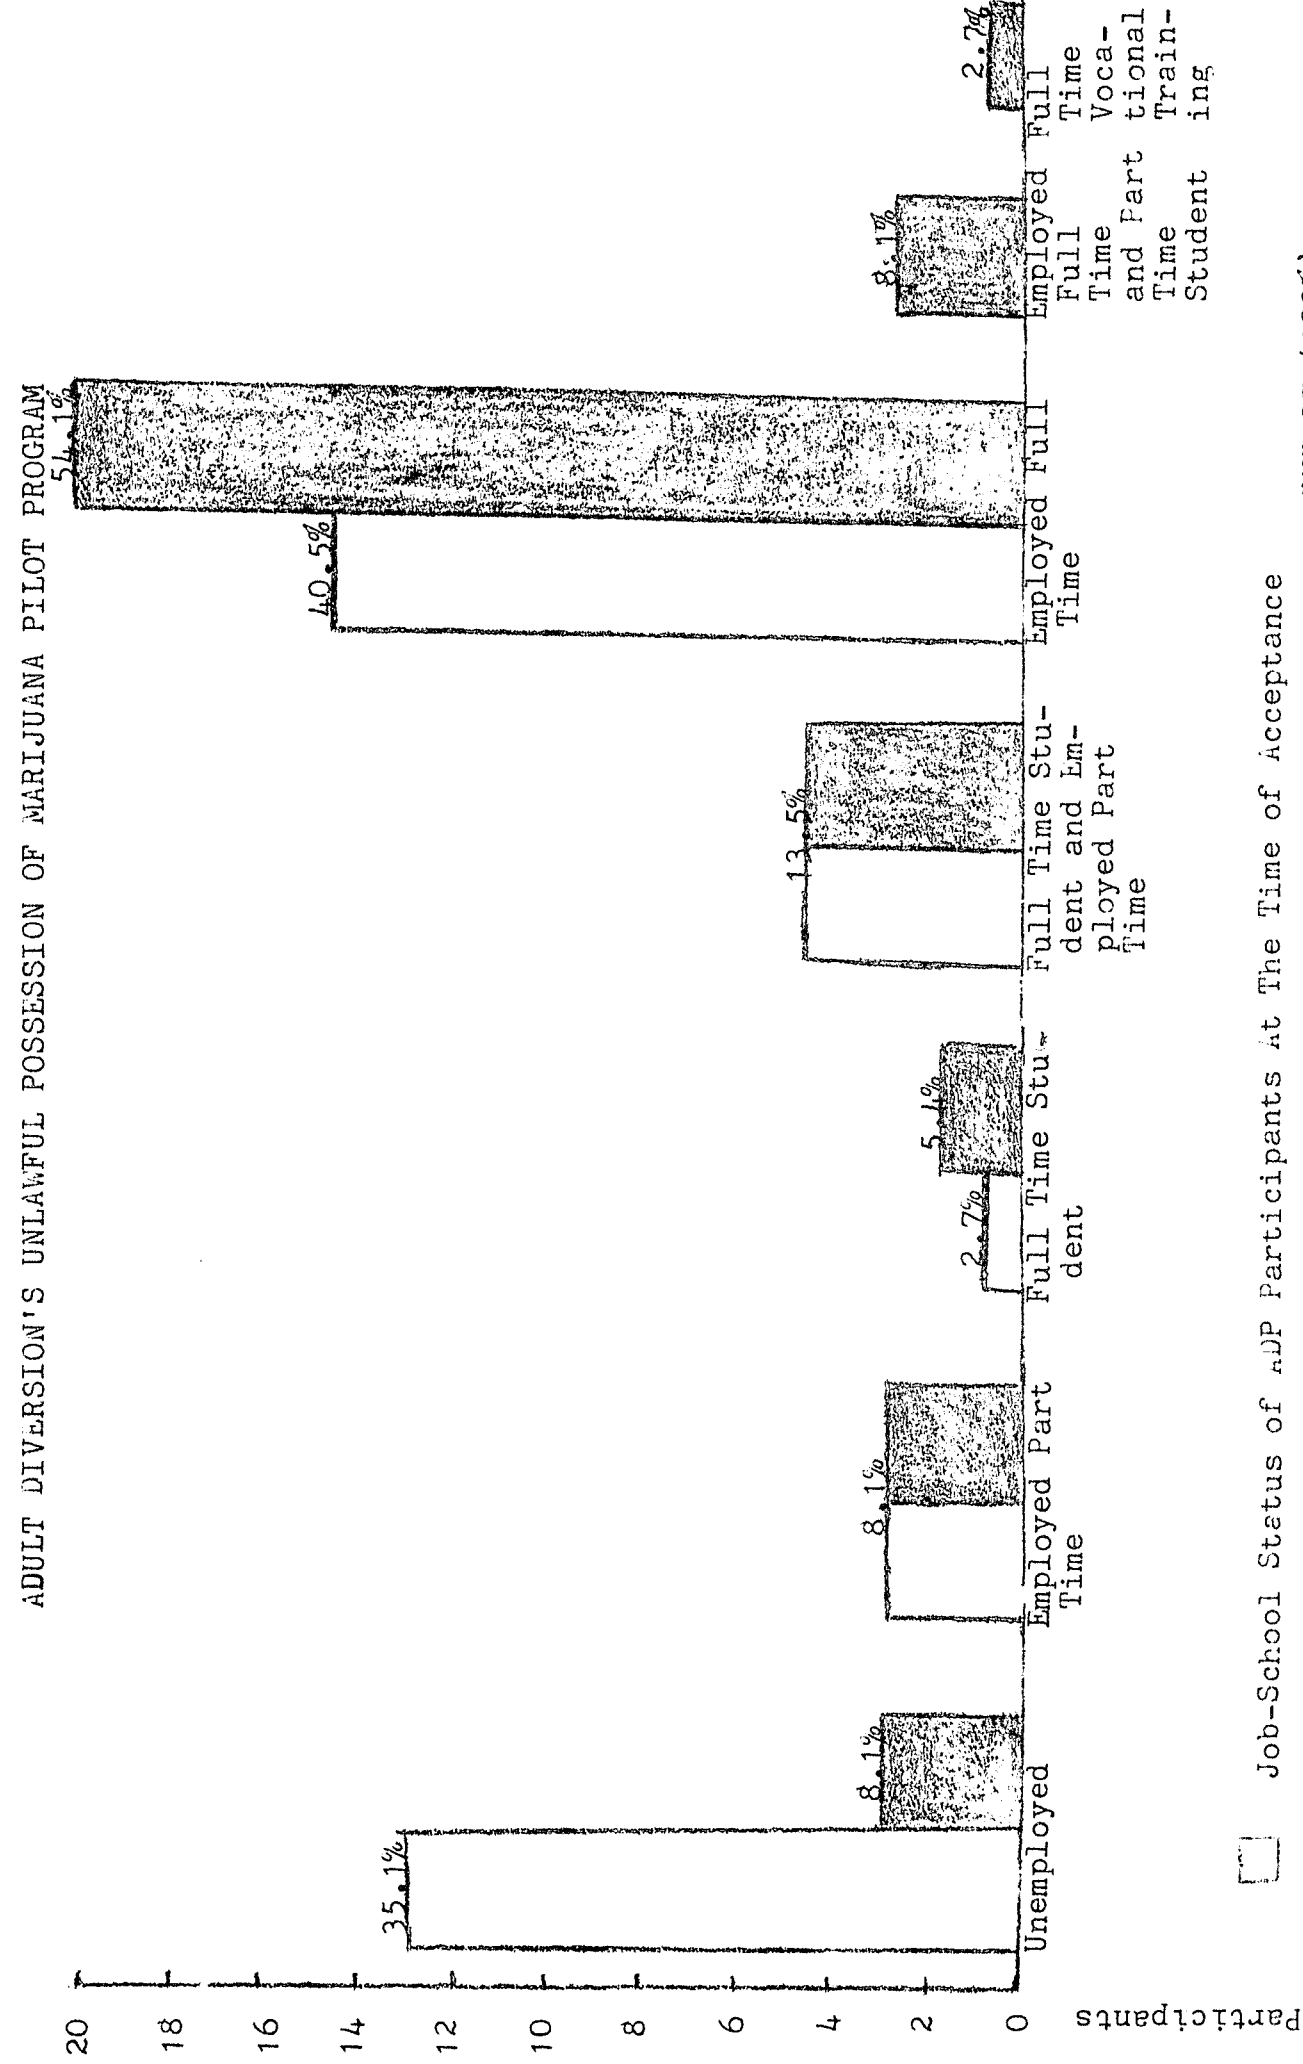 ADULT DIVERSION'S UNLAWFUL POSSESSION OF MARIJUANA PILOT PROGRAM
20
18
16
14
12
10
8
6
4
2
0
Participants
35.1%
8.1%
8.1%
2.7%
5.4%
13.5%
40.5%
54.1%
8.1%
2.7%
Unemployed
Employed Part
Time
Full Time Stu-
dent
Full Time Stu-
dent and Em-
ployed Part
Time
Employed Full
Time
Employed
Full
Time
and Part
Time
Student
Full
Time
Voca-
tional
Train-
ing
Job-School Status of ADP Participants At The Time of Acceptance